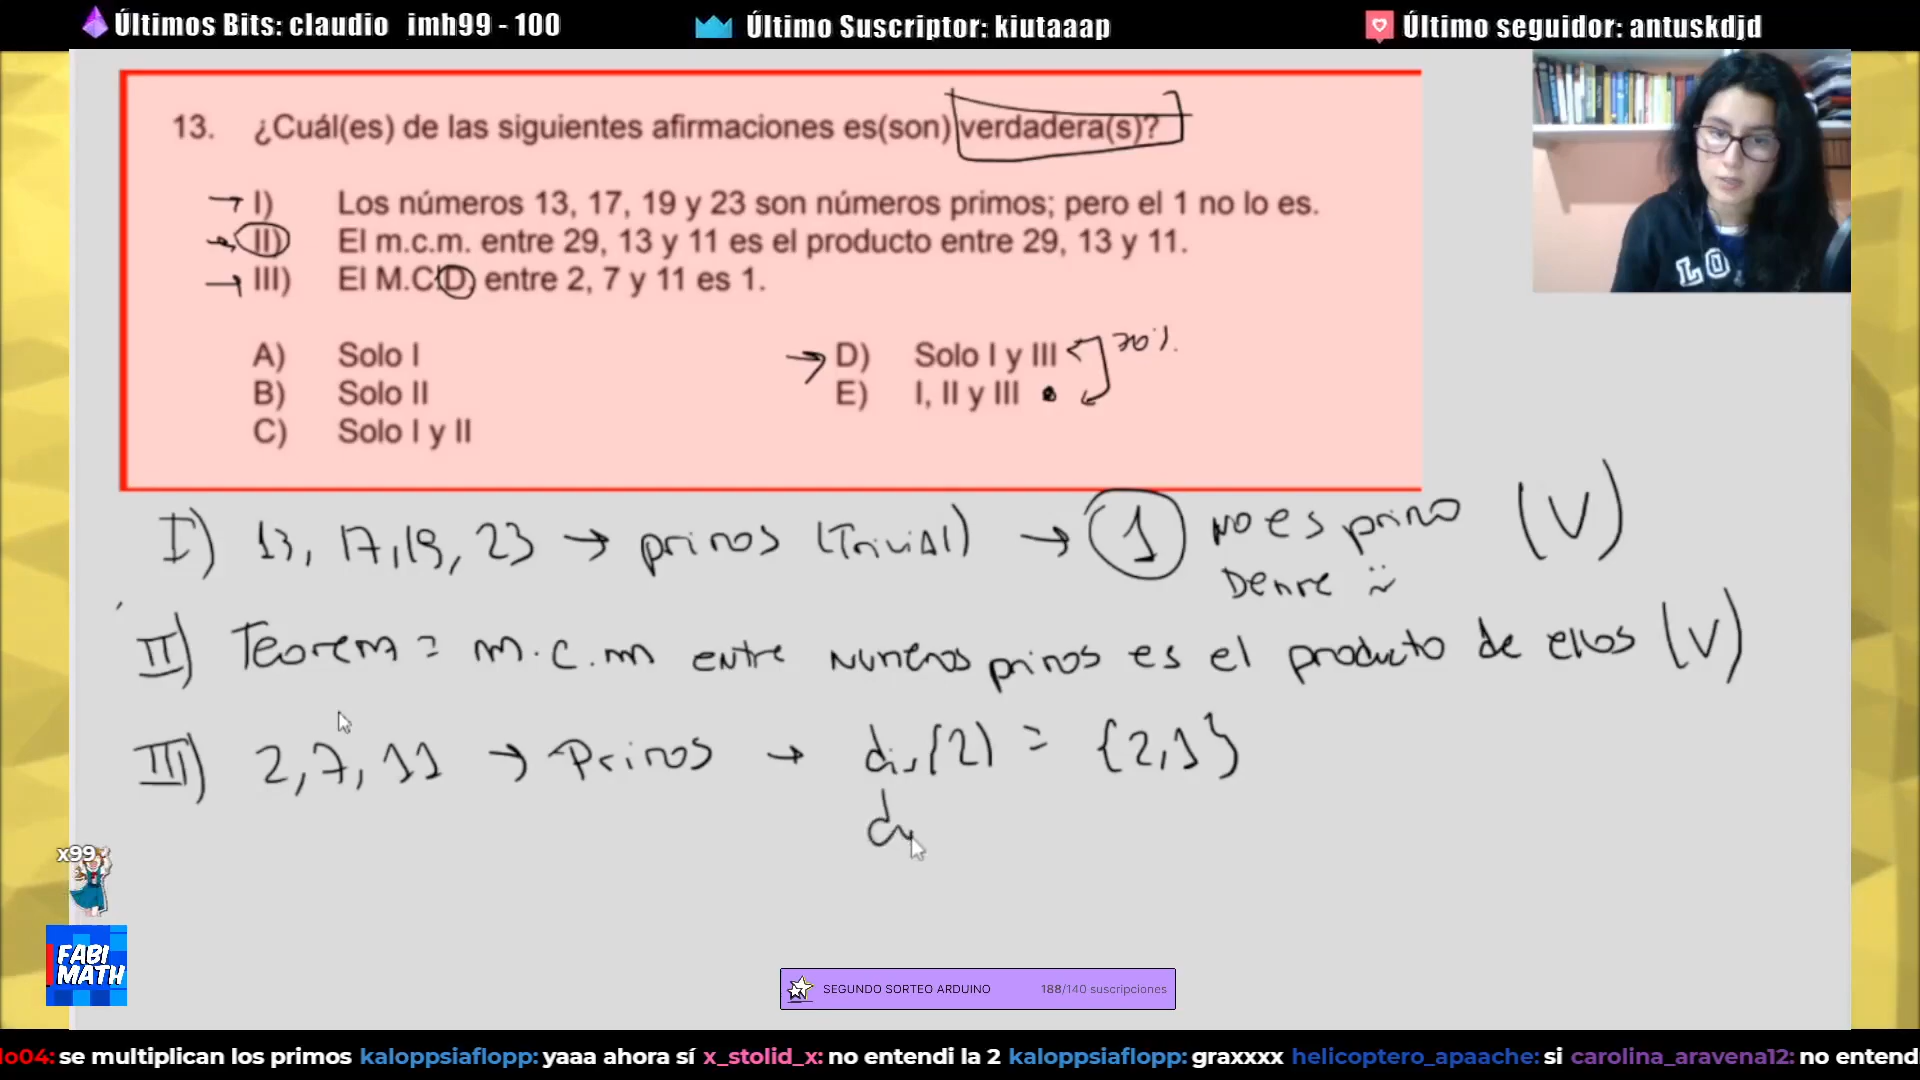 Últimos Bits: claudio imh99 - 100
Último Suscriptor: kiutaaap
Último seguidor: antuskdjd
13. ¿Cuál(es) de las siguientes afirmaciones es(son) verdadera(s)?
I) Los números 13, 17, 19 y 23 son números primos; pero el 1 no lo es.
II) El m.c.m. entre 29, 13 y 11 es el producto entre 29, 13 y 11.
III) El M.C.D. entre 2, 7 y 11 es 1.
A) Solo I
B) Solo II
C) Solo I y II
D) Solo I y III
E) I, II y III
70%.
I) 13, 17, 19, 23 → primos (Trivial) → 1 no es primo (V)
II) Teorema = m.c.m entre numeros primos es el producto de ellos (V)
III) 2, 7, 11 → Primos → div(2) = {2,1}
LO
x99
FABI
MATH
SEGUNDO SORTEO ARDUINO 188/140 suscripciones
lo04: se multiplican los primos kaloppsiaflopp: yaaa ahora sí x_stolid_x: no entendi la 2 kaloppsiaflopp: graxxxx helicoptero_apaache: si carolina_aravena12: no entend